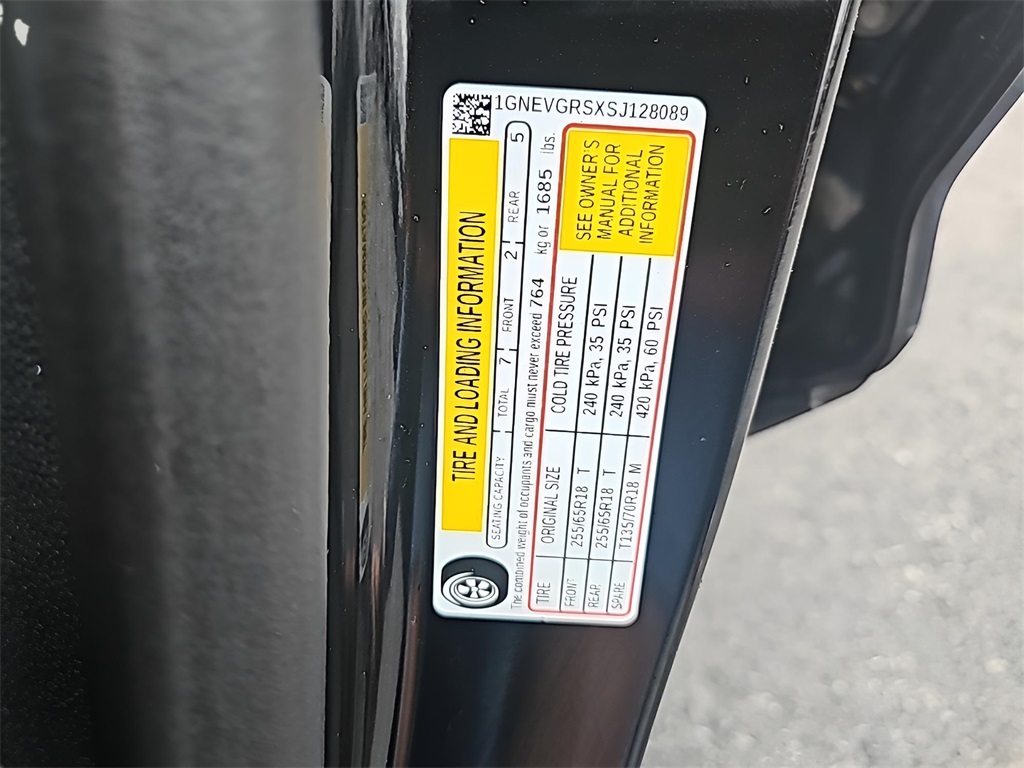 1GNEVGRSXSJ128089
TIRE AND LOADING INFORMATION
SEATING CAPACITY TOTAL 7 FRONT 2 REAR 5
The combined weight of occupants and cargo must never exceed 764 kg or 1685 lbs.
TIRE ORIGINAL SIZE COLD TIRE PRESSURE
FRONT 255/65R18 T 240 kPa, 35 PSI
REAR 255/65R18 T 240 kPa, 35 PSI
SPARE T135/70R18 M 420 kPa, 60 PSI
SEE OWNER'S
MANUAL FOR
ADDITIONAL
INFORMATION